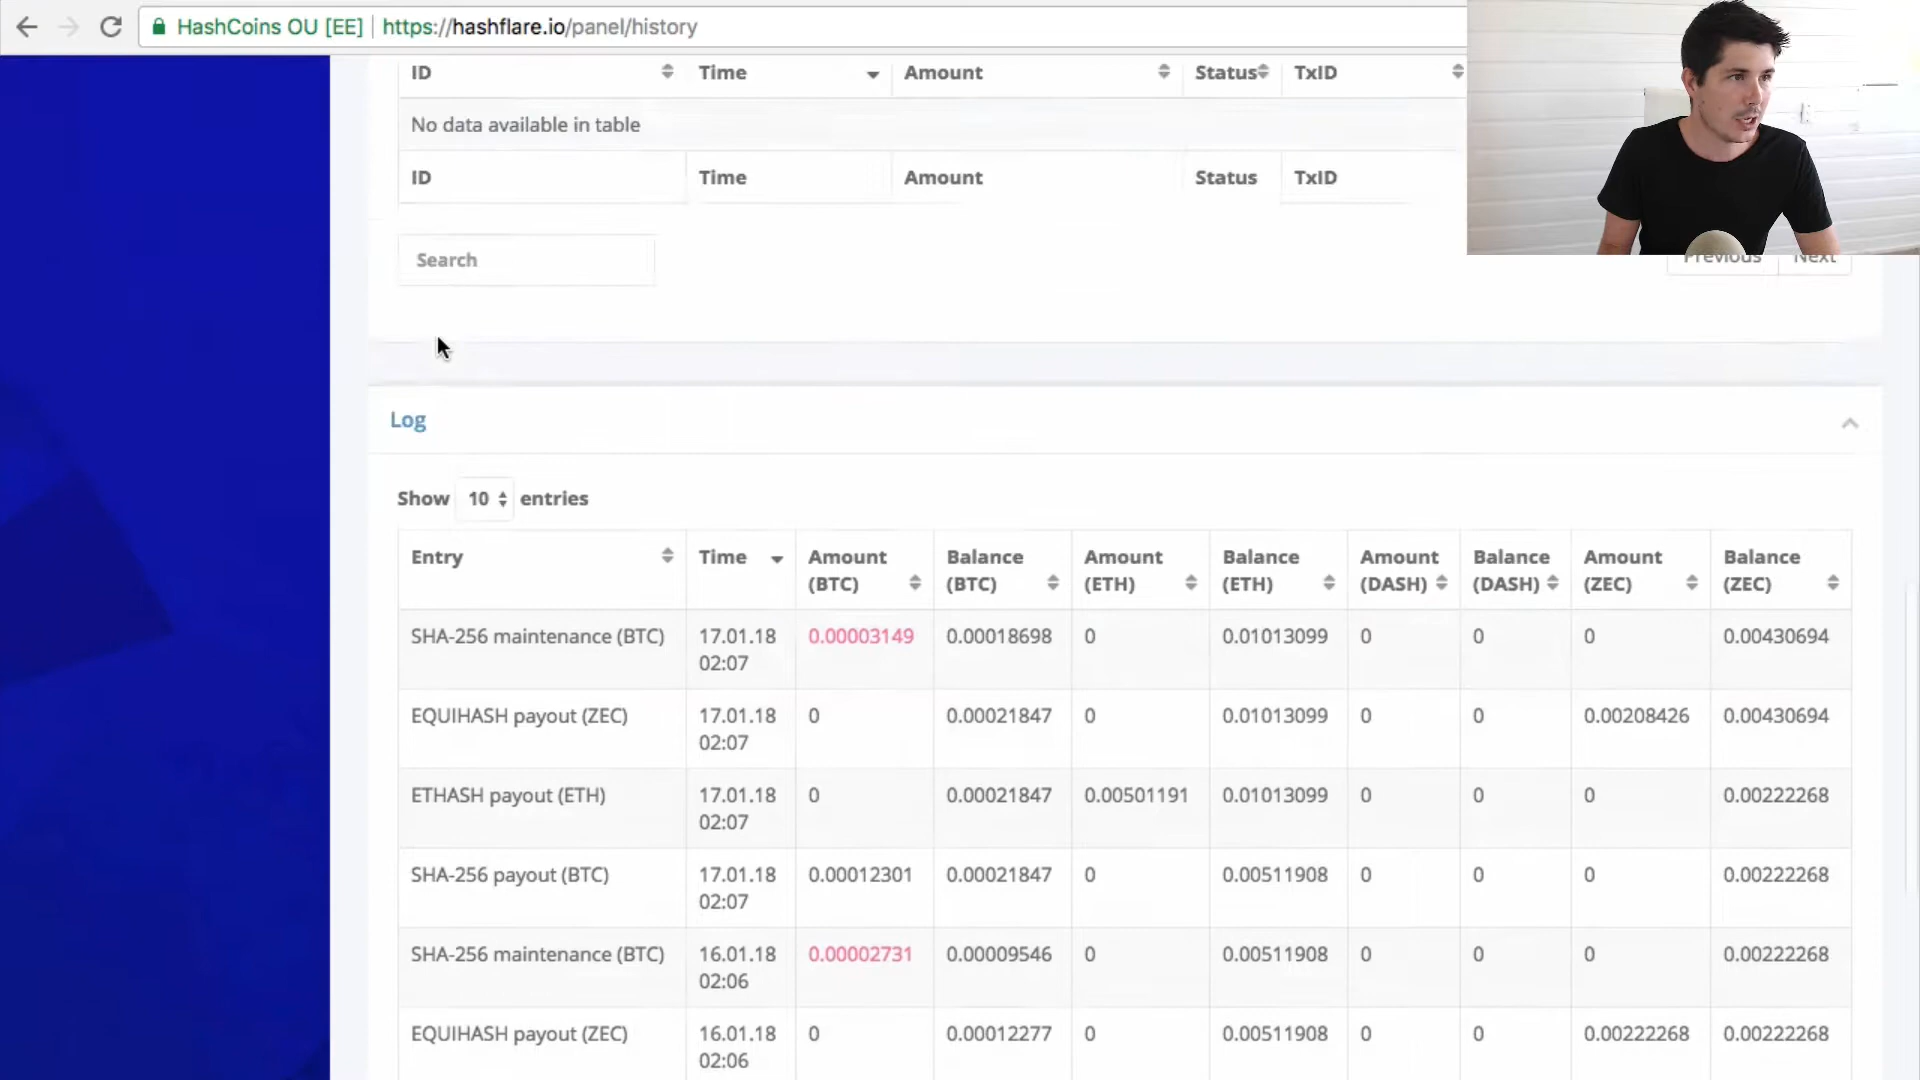 HashCoins OU [EE] https://hashflare.io/panel/history
ID Time Amount Status TxID
No data available in table
ID Time Amount Status TxID
Search
Previous Next
Log
Show 10 entries
Entry Time Amount (BTC) Balance (BTC) Amount (ETH) Balance (ETH) Amount (DASH) Balance (DASH) Amount (ZEC) Balance (ZEC)
SHA-256 maintenance (BTC) 17.01.18 02:07 0.00003149 0.00018698 0 0.01013099 0 0 0 0.00430694
EQUIHASH payout (ZEC) 17.01.18 02:07 0 0.00021847 0 0.01013099 0 0 0.00208426 0.00430694
ETHASH payout (ETH) 17.01.18 02:07 0 0.00021847 0.00501191 0.01013099 0 0 0 0.00222268
SHA-256 payout (BTC) 17.01.18 02:07 0.00012301 0.00021847 0 0.00511908 0 0 0 0.00222268
SHA-256 maintenance (BTC) 16.01.18 02:06 0.00002731 0.00009546 0 0.00511908 0 0 0 0.00222268
EQUIHASH payout (ZEC) 16.01.18 02:06 0 0.00012277 0 0.00511908 0 0 0.00222268 0.00222268